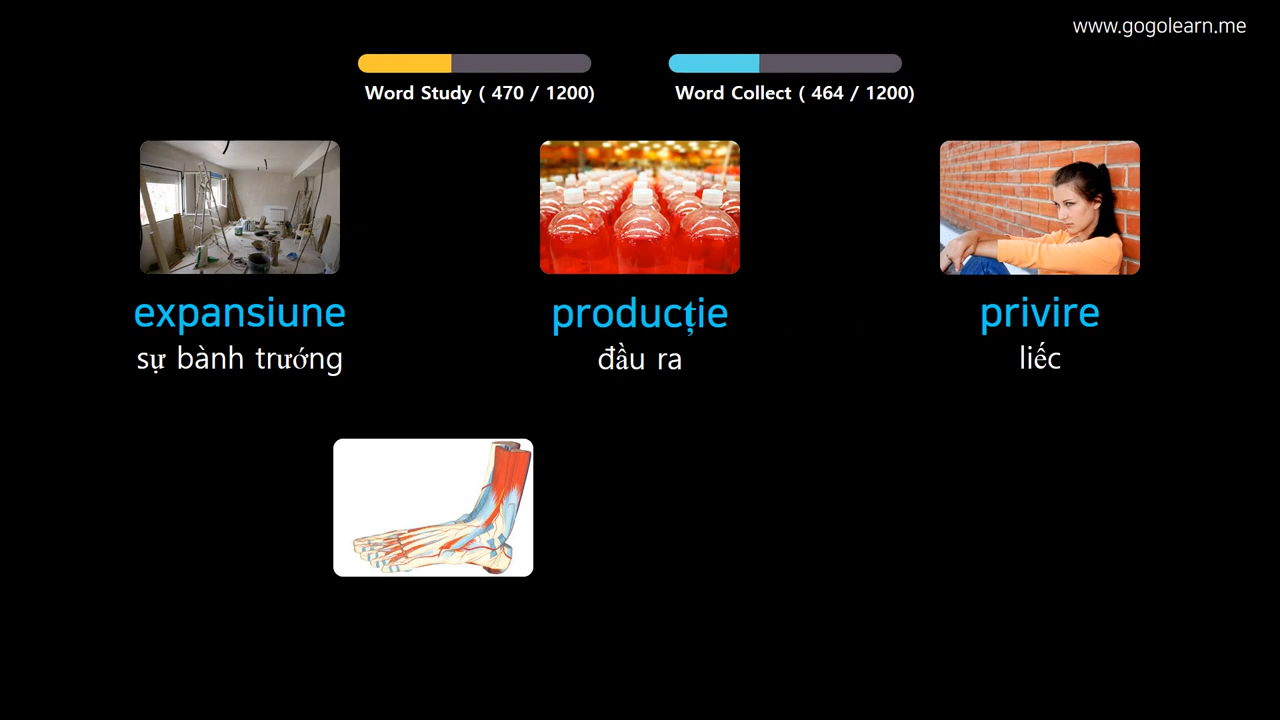 www.gogolearn.me
Word Study ( 470 / 1200)
Word Collect ( 464 / 1200)
expansiune
sự bành trướng
producție
đầu ra
privire
liếc